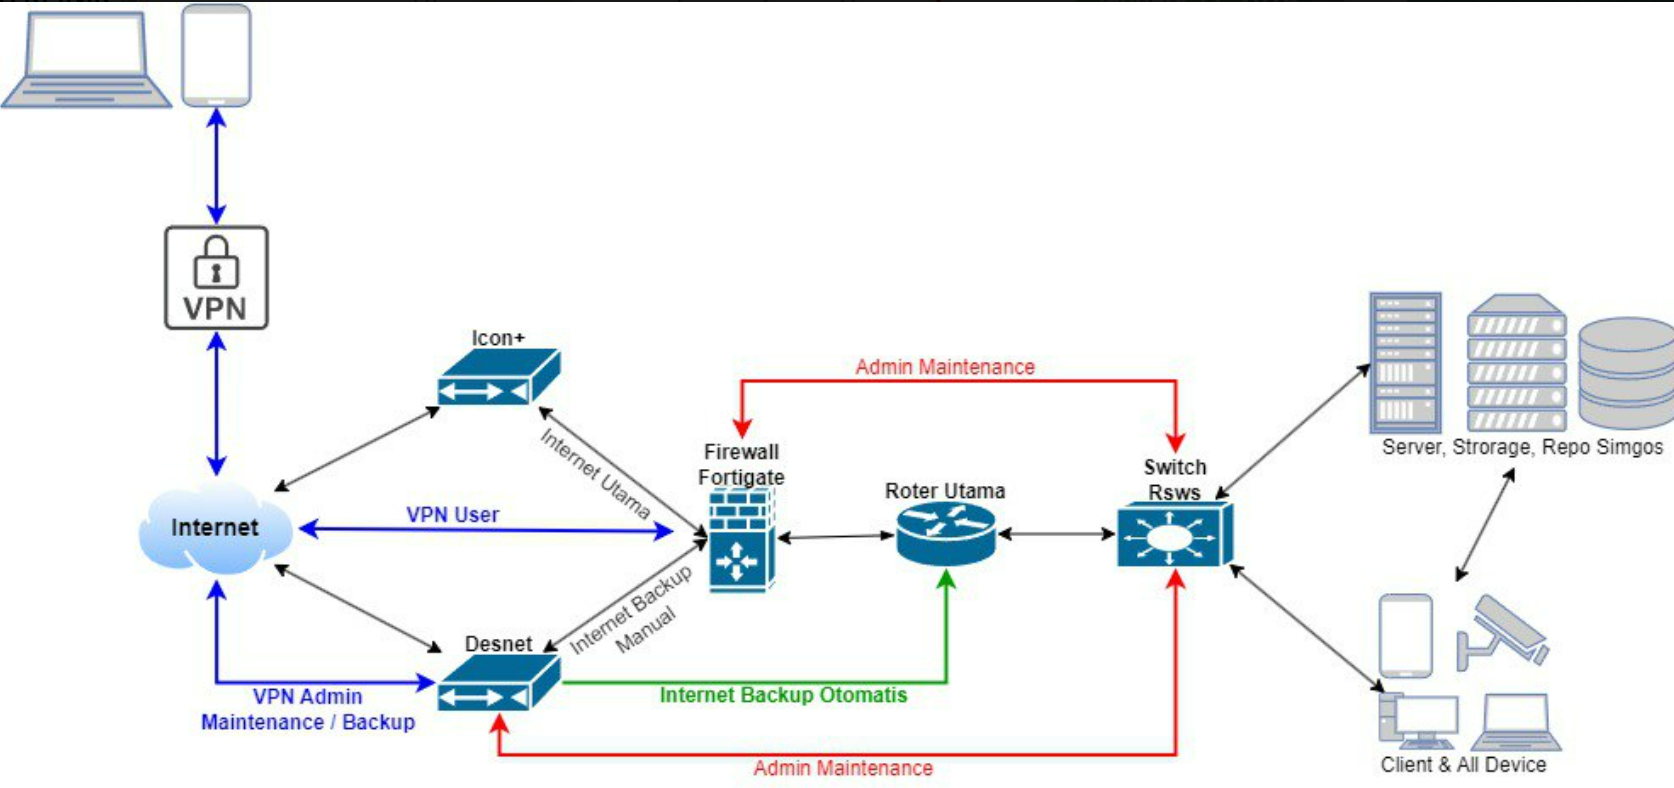 VPN
Icon+
Admin Maintenance
Internet Utama
Firewall
Fortigate
Switch
Rsws
Server, Strorage, Repo Simgos
Roter Utama
Internet
VPN User
Internet Backup
Manual
Desnet
VPN Admin
Maintenance / Backup
Internet Backup Otomatis
Admin Maintenance
Client & All Device